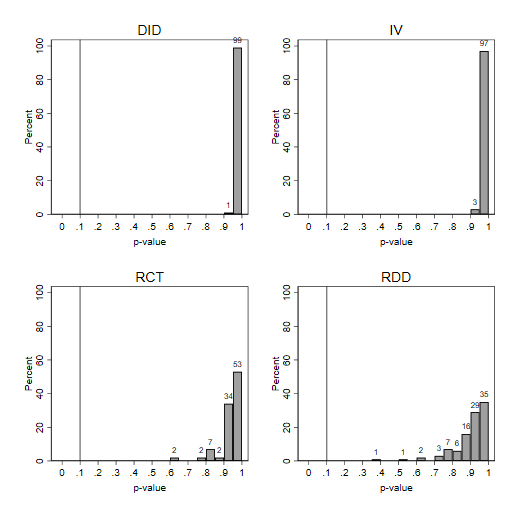 DID
99
1
Percent
0 20 40 60 80 100
0 .1 .2 .3 .4 .5 .6 .7 .8 .9 1
p-value
IV
97
3
Percent
0 20 40 60 80 100
0 .1 .2 .3 .4 .5 .6 .7 .8 .9 1
p-value
RCT
2 2 7 2 34 53
Percent
0 20 40 60 80 100
0 .1 .2 .3 .4 .5 .6 .7 .8 .9 1
p-value
RDD
1 1 2 3 7 6 16 29 35
Percent
0 20 40 60 80 100
0 .1 .2 .3 .4 .5 .6 .7 .8 .9 1
p-value